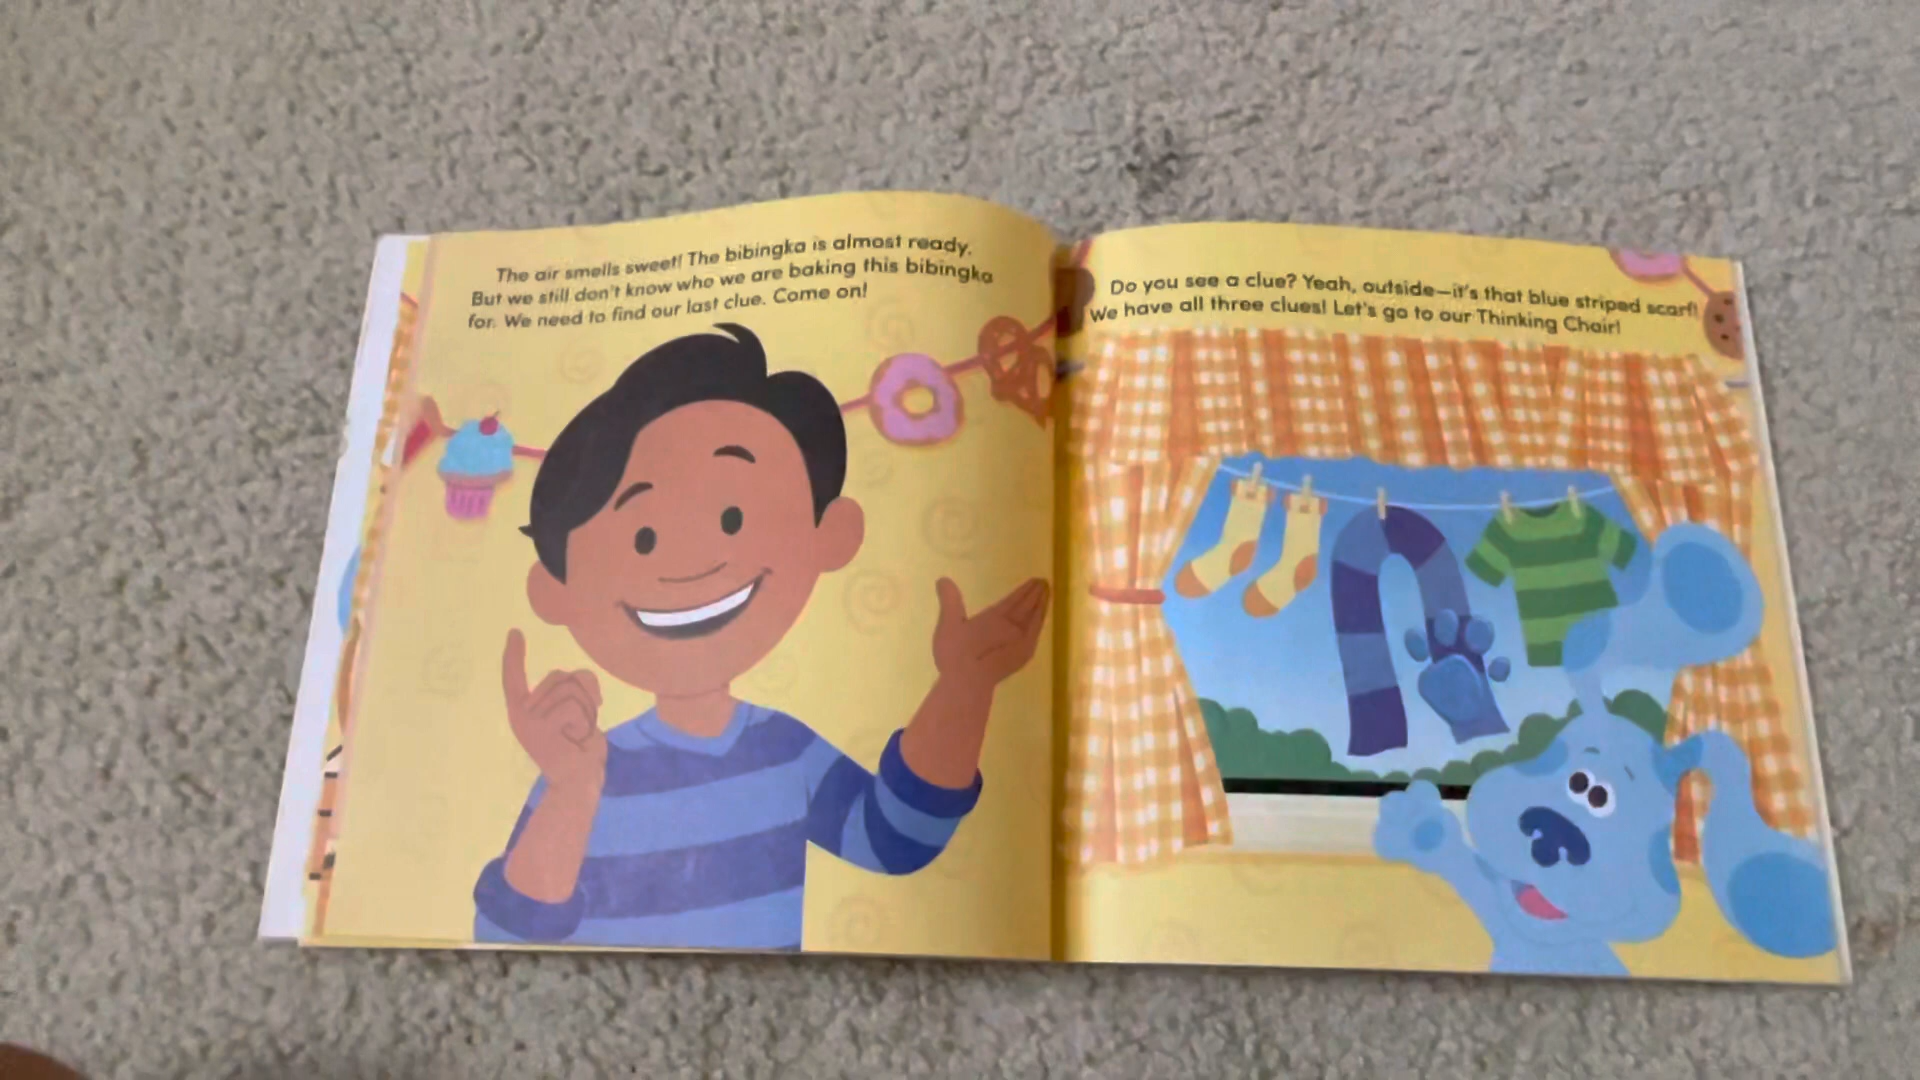 The air smells sweet! The bibingka is almost ready.
But we still don't know who we are baking this bibingka
for. We need to find our last clue. Come on!
Do you see a clue? Yeah, outside—it's that blue striped scarf!
We have all three clues! Let's go to our Thinking Chair!